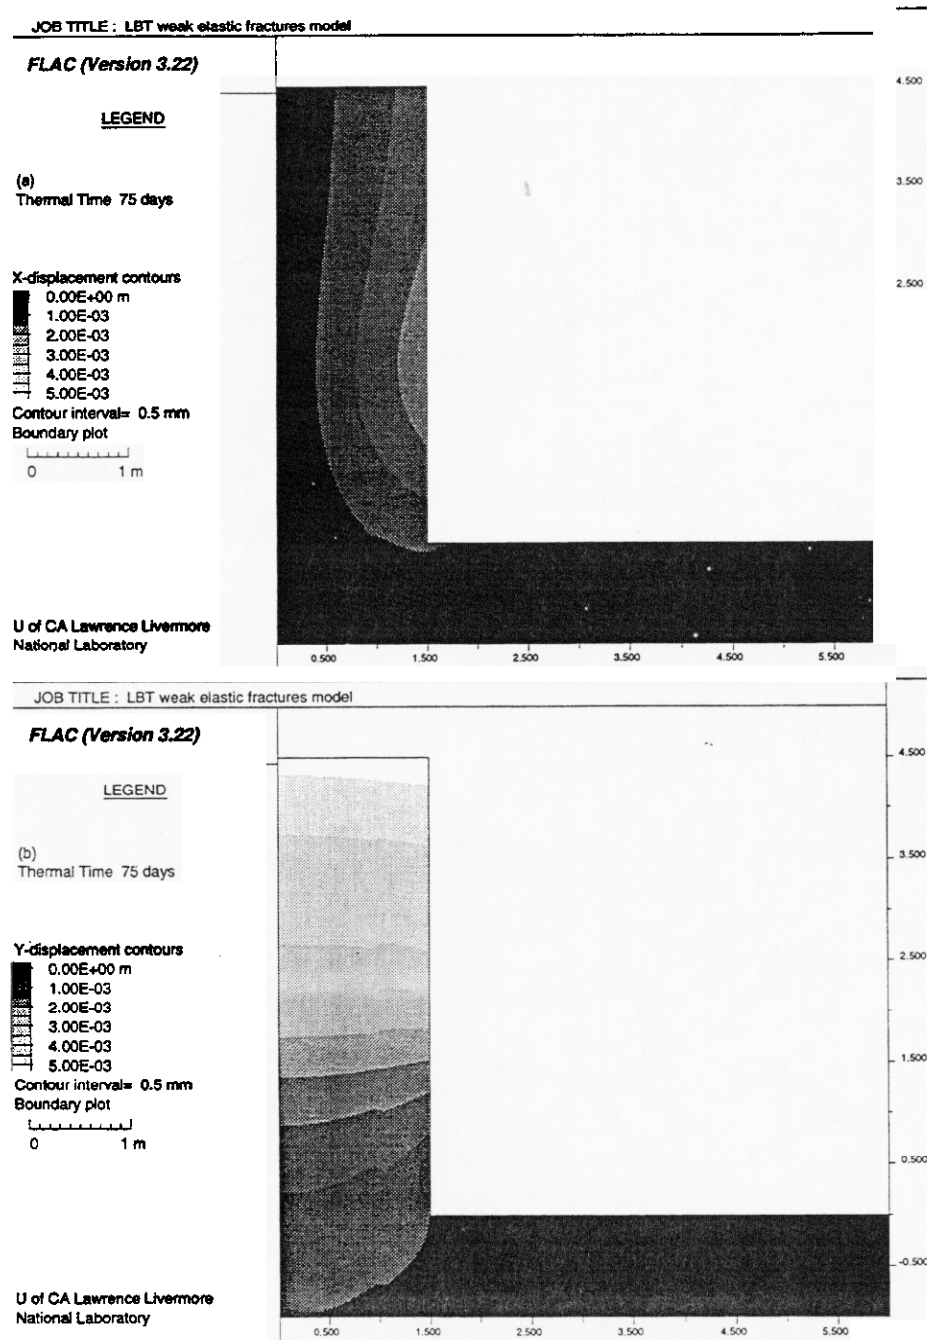 JOB TITLE : LBT weak elastic fractures model
FLAC (Version 3.22)
LEGEND
(a)
Thermal Time 75 days
X-displacement contours
0.00E+00 m
1.00E-03
2.00E-03
3.00E-03
4.00E-03
5.00E-03
Contour interval= 0.5 mm
Boundary plot
0 1 m
U of CA Lawrence Livermore
National Laboratory
4.500
3.500
2.500
0.500 1.500 2.500 3.500 4.500 5.500
JOB TITLE : LBT weak elastic fractures model
FLAC (Version 3.22)
LEGEND
(b)
Thermal Time 75 days
Y-displacement contours
0.00E+00 m
1.00E-03
2.00E-03
3.00E-03
4.00E-03
5.00E-03
Contour interval= 0.5 mm
Boundary plot
0 1 m
U of CA Lawrence Livermore
National Laboratory
4.500
3.500
2.500
1.500
0.500
-0.500
0.500 1.500 2.500 3.500 4.500 5.500